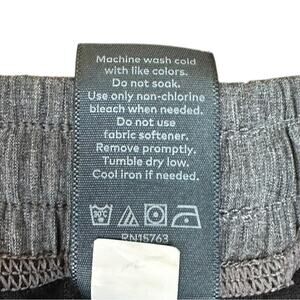 Machine wash cold
with like colors.
Do not soak.
Use only non-chlorine
bleach when needed.
Do not use
fabric softener.
Remove promptly.
Tumble dry low.
Cool iron if needed.
RN15763